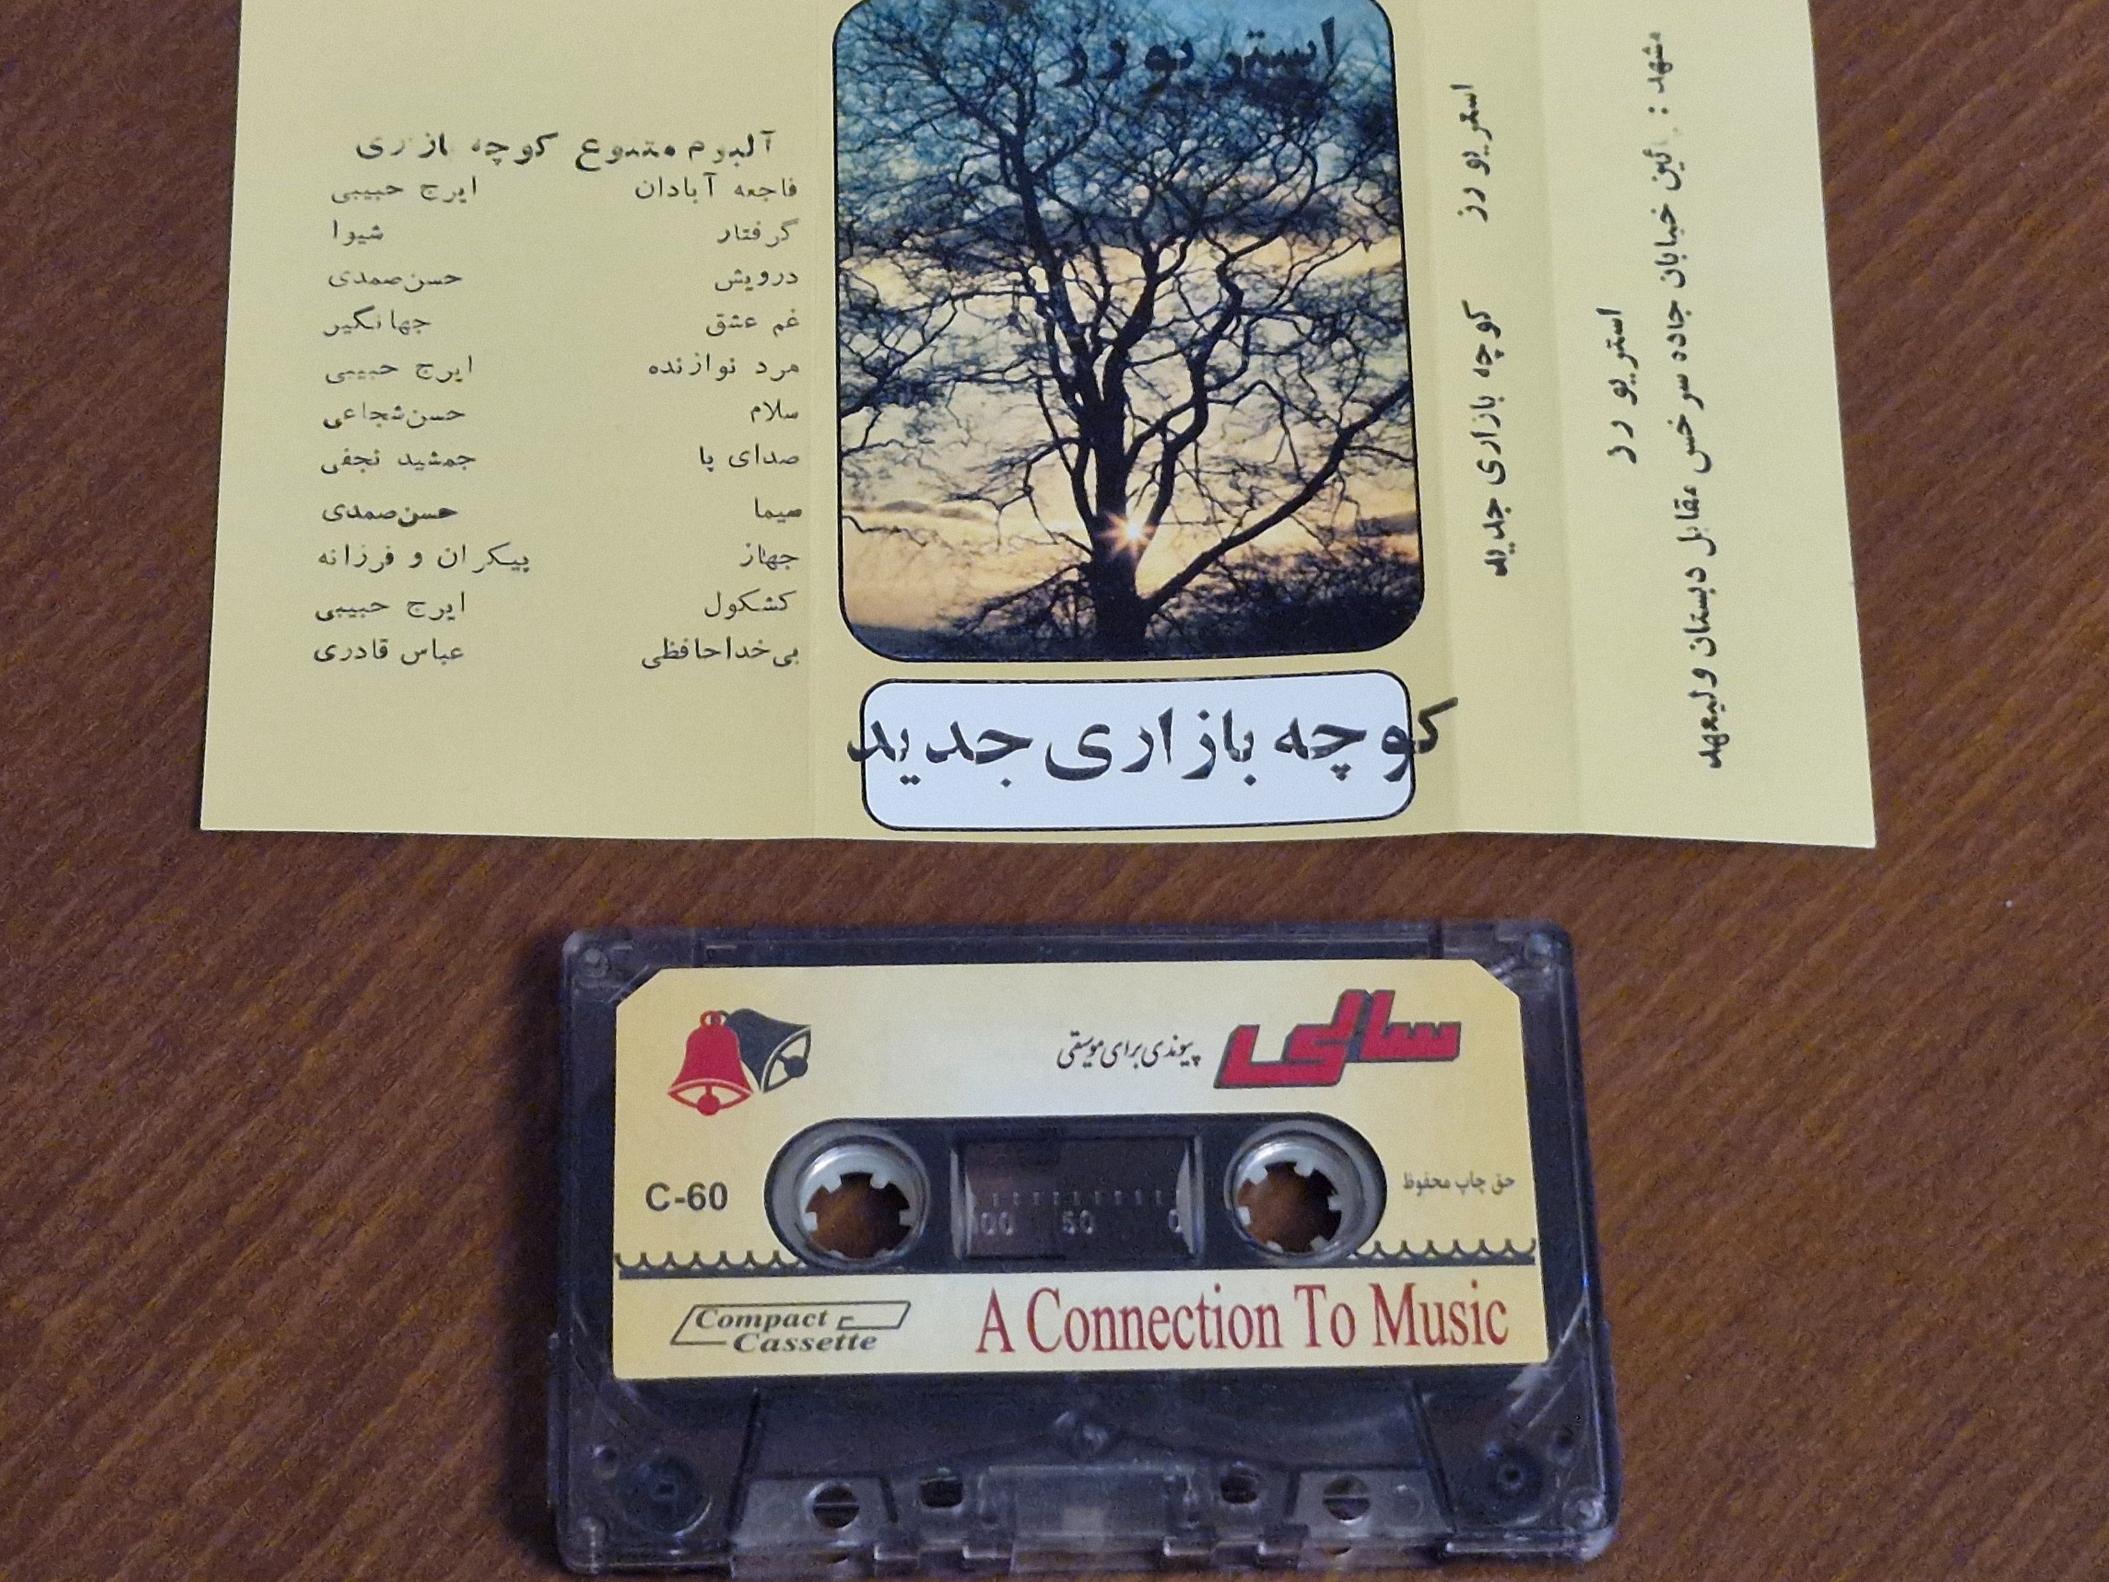 آلبوم متنوع کوچه بازاری
فاجعه آبادان ایرج حبیبی
گرفتار شیوا
درویش حسن‌صمدی
غم عشق جهانگیر
مرد نوازنده ایرج حبیبی
سلام حسن‌شجاعی
صدای پا جمشید نجفی
سیما حسن‌صمدی
جهاز پیکران و فرزانه
کشکول ایرج حبیبی
بی‌خداحافظی عباس قادری
استریو رز
کوچه بازاری جدید
استریو رز کوچه بازاری جدید
استریو رز
مشهد : خیابان جاده سرخس مقابل دبستان ولیعهد
سالی
پیوندی برای موسیقی
C-60
حق چاپ محفوظ
00 50 0
Compact
Cassette
A Connection To Music